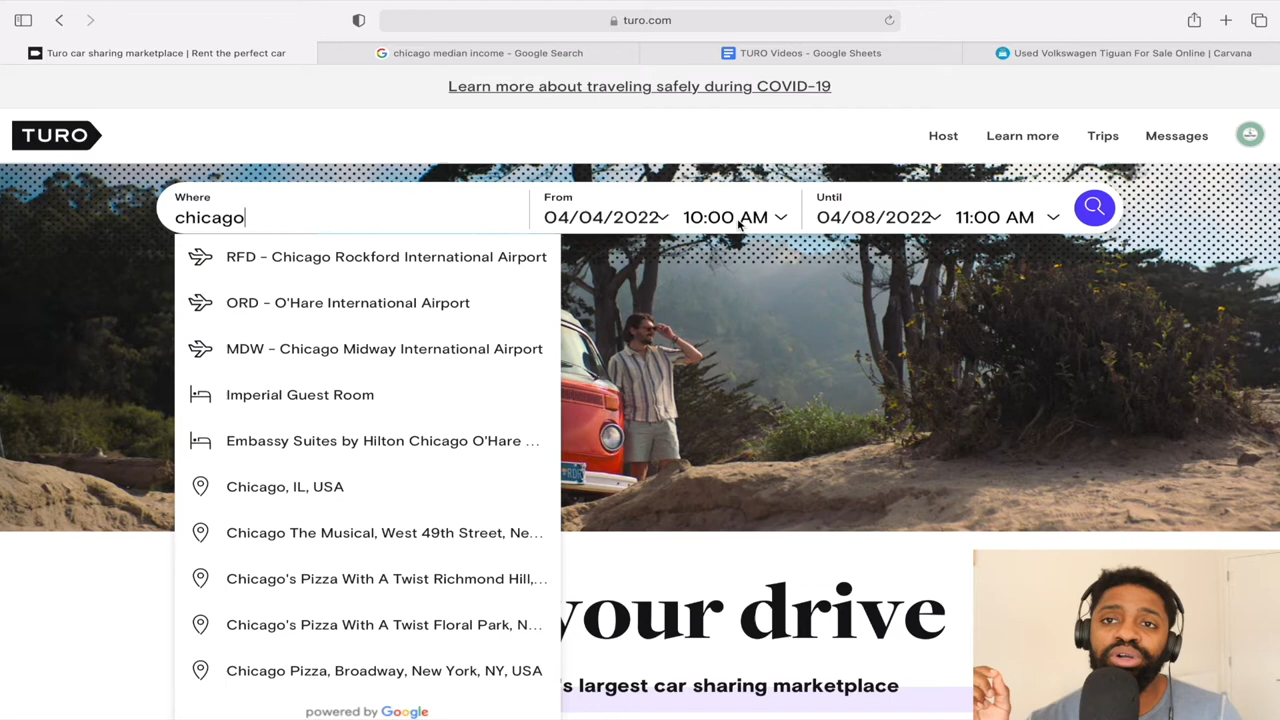 turo.com
Turo car sharing marketplace | Rent the perfect car
chicago median income - Google Search
TURO Videos - Google Sheets
Used Volkswagen Tiguan For Sale Online | Carvana
Learn more about traveling safely during COVID-19
TURO
Host
Learn more
Trips
Messages
Where
From
Until
chicago
04/04/2022
10:00 AM
04/08/2022
11:00 AM
RFD - Chicago Rockford International Airport
ORD - O'Hare International Airport
MDW - Chicago Midway International Airport
Imperial Guest Room
Embassy Suites by Hilton Chicago O'Hare ...
Chicago, IL, USA
Chicago The Musical, West 49th Street, Ne...
Chicago's Pizza With A Twist Richmond Hill,...
Chicago's Pizza With A Twist Floral Park, N...
Chicago Pizza, Broadway, New York, NY, USA
powered by Google
your drive
's largest car sharing marketplace